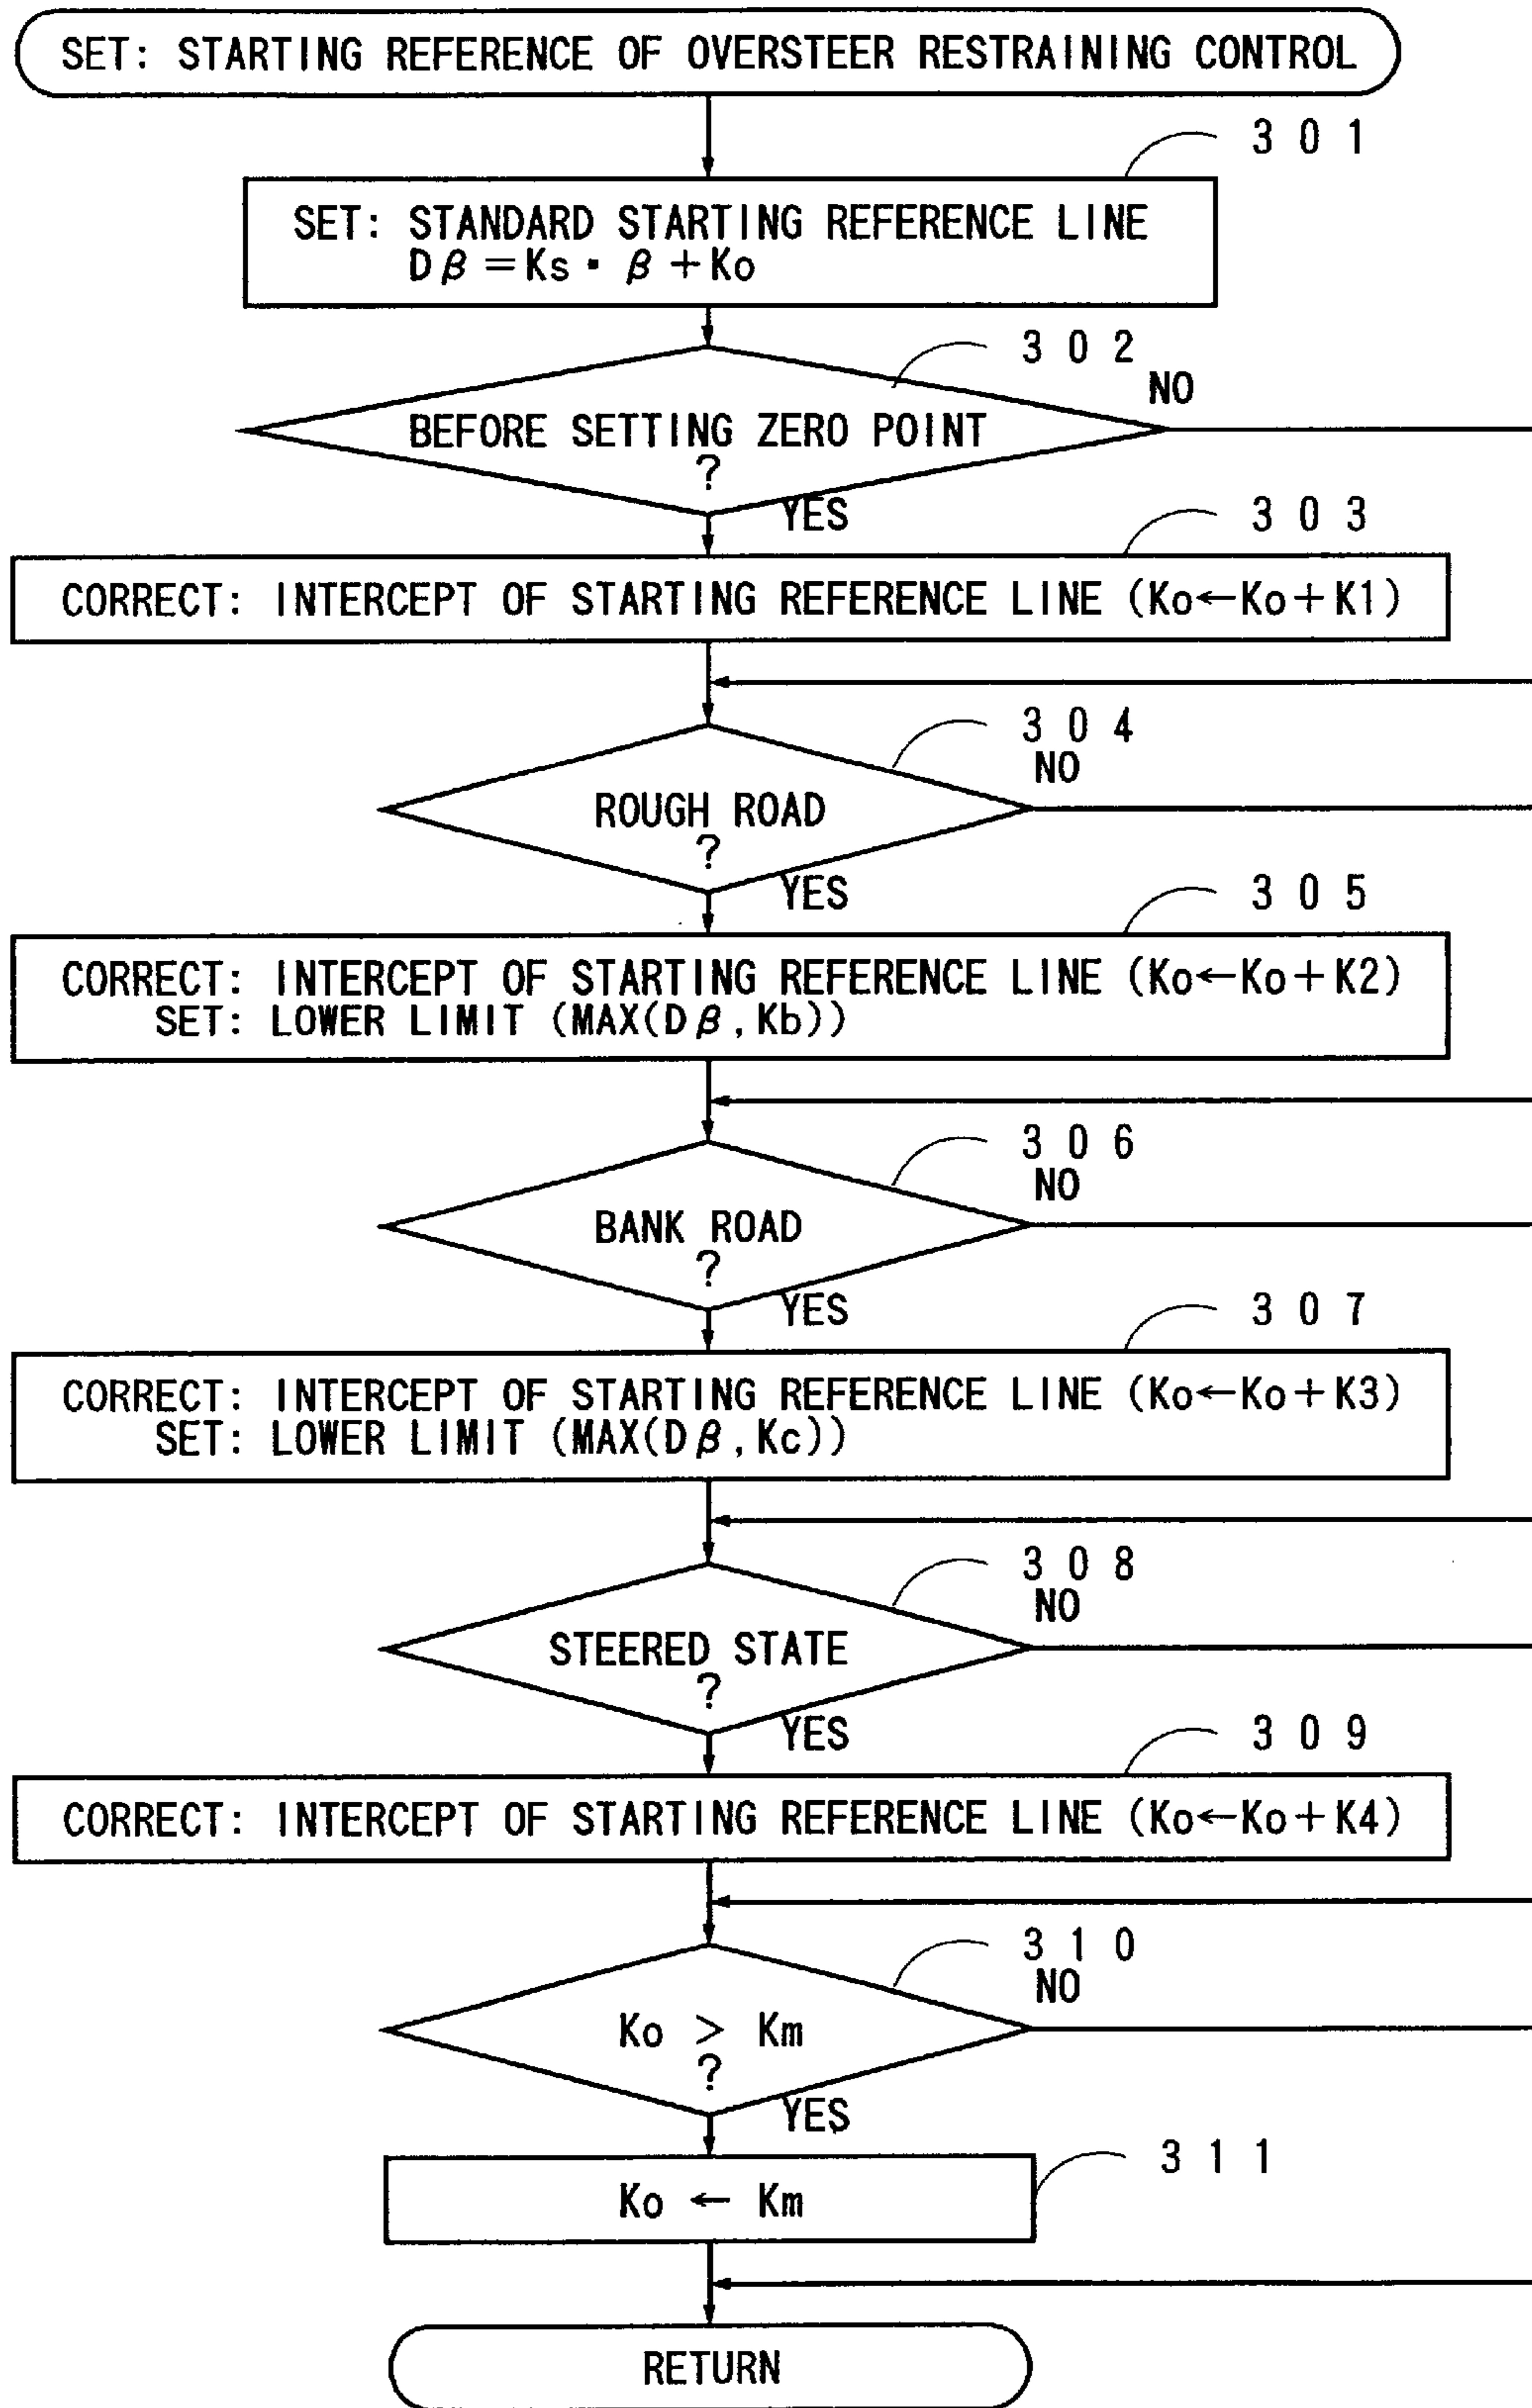 SET: STARTING REFERENCE OF OVERSTEER RESTRAINING CONTROL
301
SET: STANDARD STARTING REFERENCE LINE
Dβ=Ks・β+Ko
302
NO
BEFORE SETTING ZERO POINT
?
YES
303
CORRECT: INTERCEPT OF STARTING REFERENCE LINE (Ko←Ko+K1)
304
NO
ROUGH ROAD
?
YES
305
CORRECT: INTERCEPT OF STARTING REFERENCE LINE (Ko←Ko+K2)
SET: LOWER LIMIT (MAX(Dβ,Kb))
306
NO
BANK ROAD
?
YES
307
CORRECT: INTERCEPT OF STARTING REFERENCE LINE (Ko←Ko+K3)
SET: LOWER LIMIT (MAX(Dβ,Kc))
308
NO
STEERED STATE
?
YES
309
CORRECT: INTERCEPT OF STARTING REFERENCE LINE (Ko←Ko+K4)
310
NO
Ko > Km
?
YES
311
Ko ← Km
RETURN